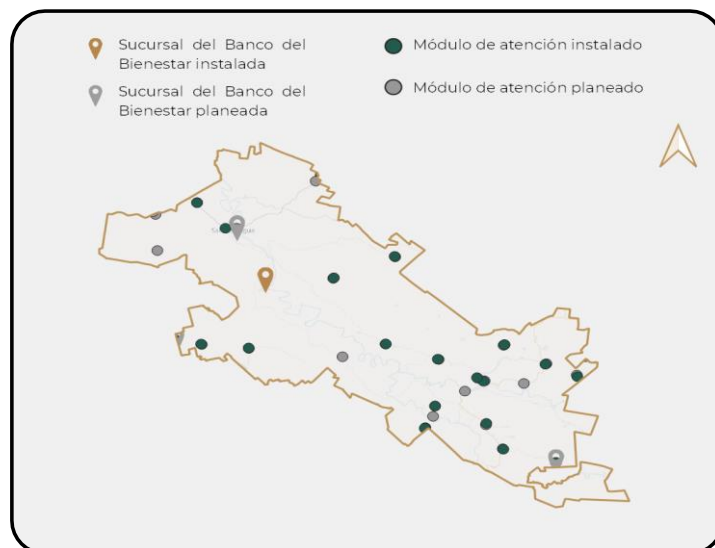 Sucursal del Banco del
Bienestar instalada
Sucursal del Banco del
Bienestar planeada
Módulo de atención instalado
Módulo de atención planeado